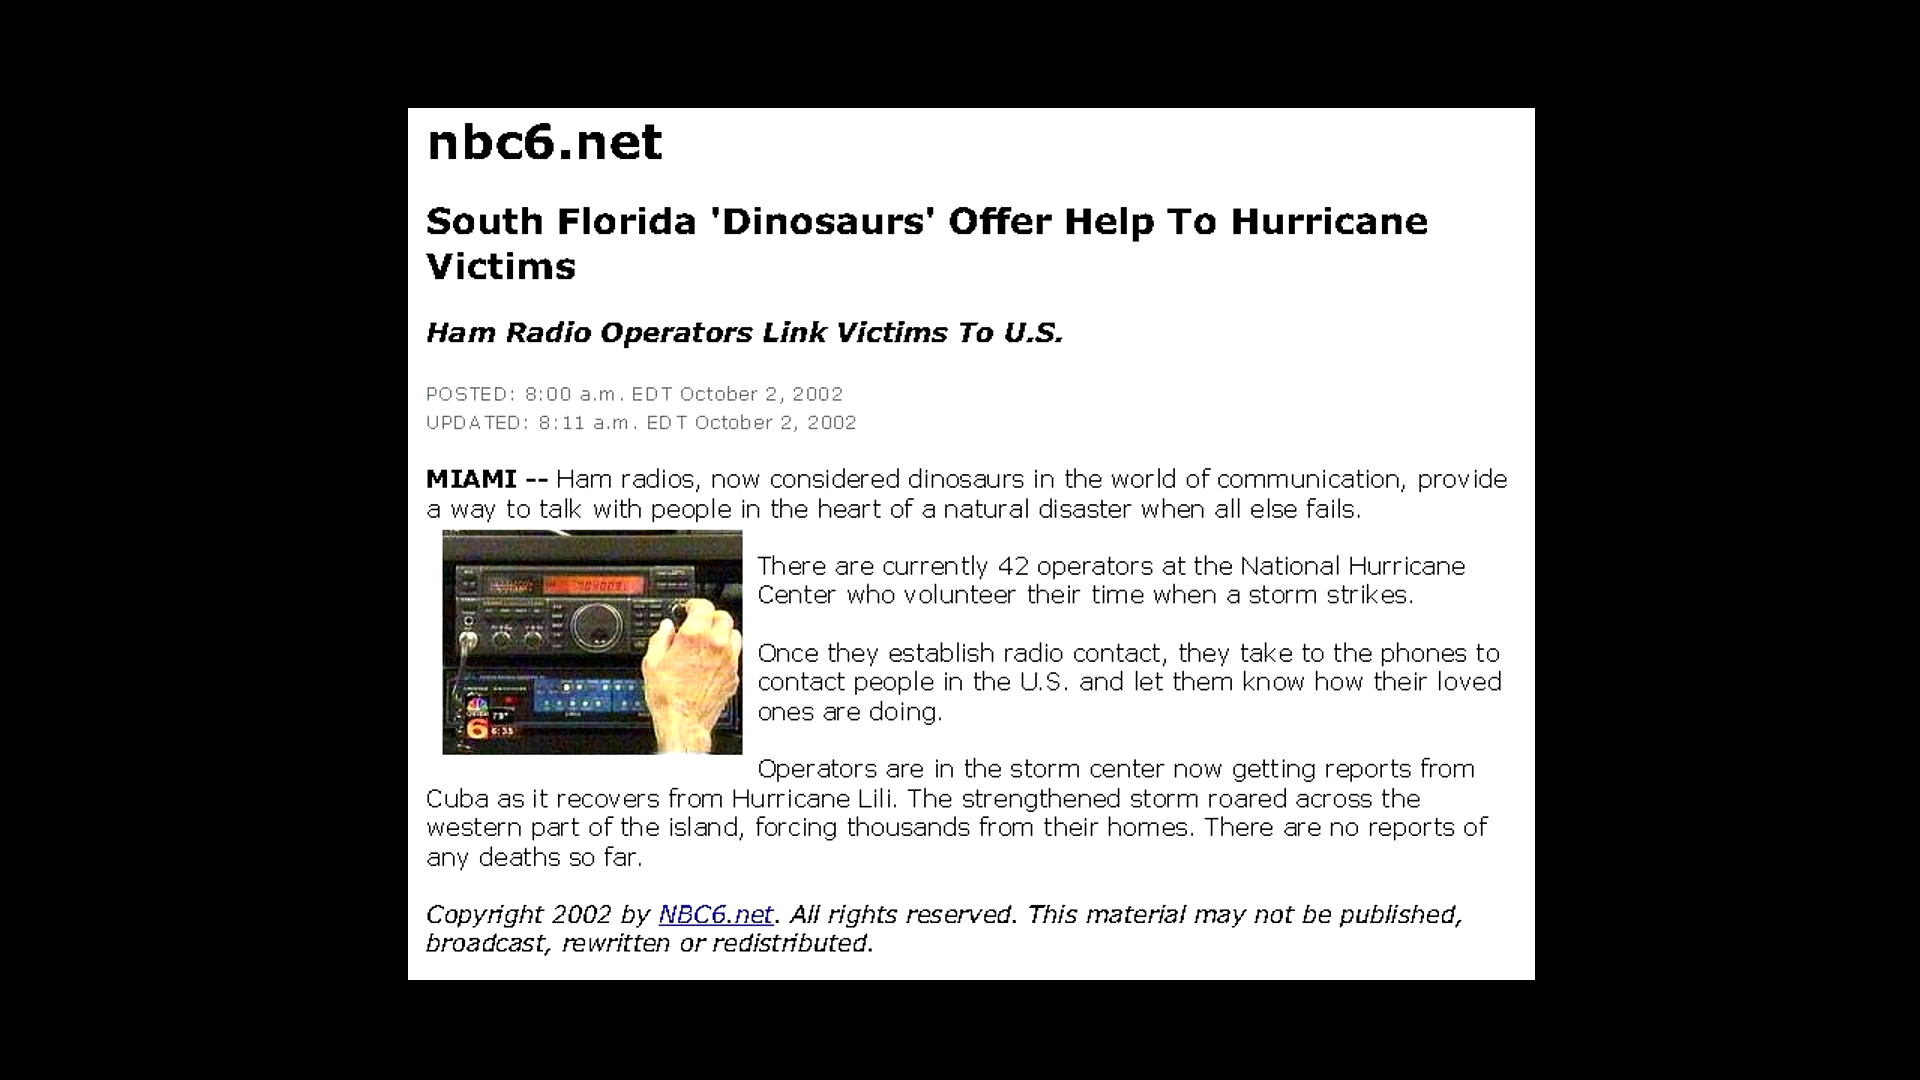 nbc6.net
South Florida 'Dinosaurs' Offer Help To Hurricane
Victims
Ham Radio Operators Link Victims To U.S.
POSTED: 8:00 a.m. EDT October 2, 2002
UPDATED: 8:11 a.m. EDT October 2, 2002
MIAMI -- Ham radios, now considered dinosaurs in the world of communication, provide
a way to talk with people in the heart of a natural disaster when all else fails.
There are currently 42 operators at the National Hurricane
Center who volunteer their time when a storm strikes.
Once they establish radio contact, they take to the phones to
contact people in the U.S. and let them know how their loved
ones are doing.
6
73°
6:35
Operators are in the storm center now getting reports from
Cuba as it recovers from Hurricane Lili. The strengthened storm roared across the
western part of the island, forcing thousands from their homes. There are no reports of
any deaths so far.
Copyright 2002 by NBC6.net. All rights reserved. This material may not be published,
broadcast, rewritten or redistributed.